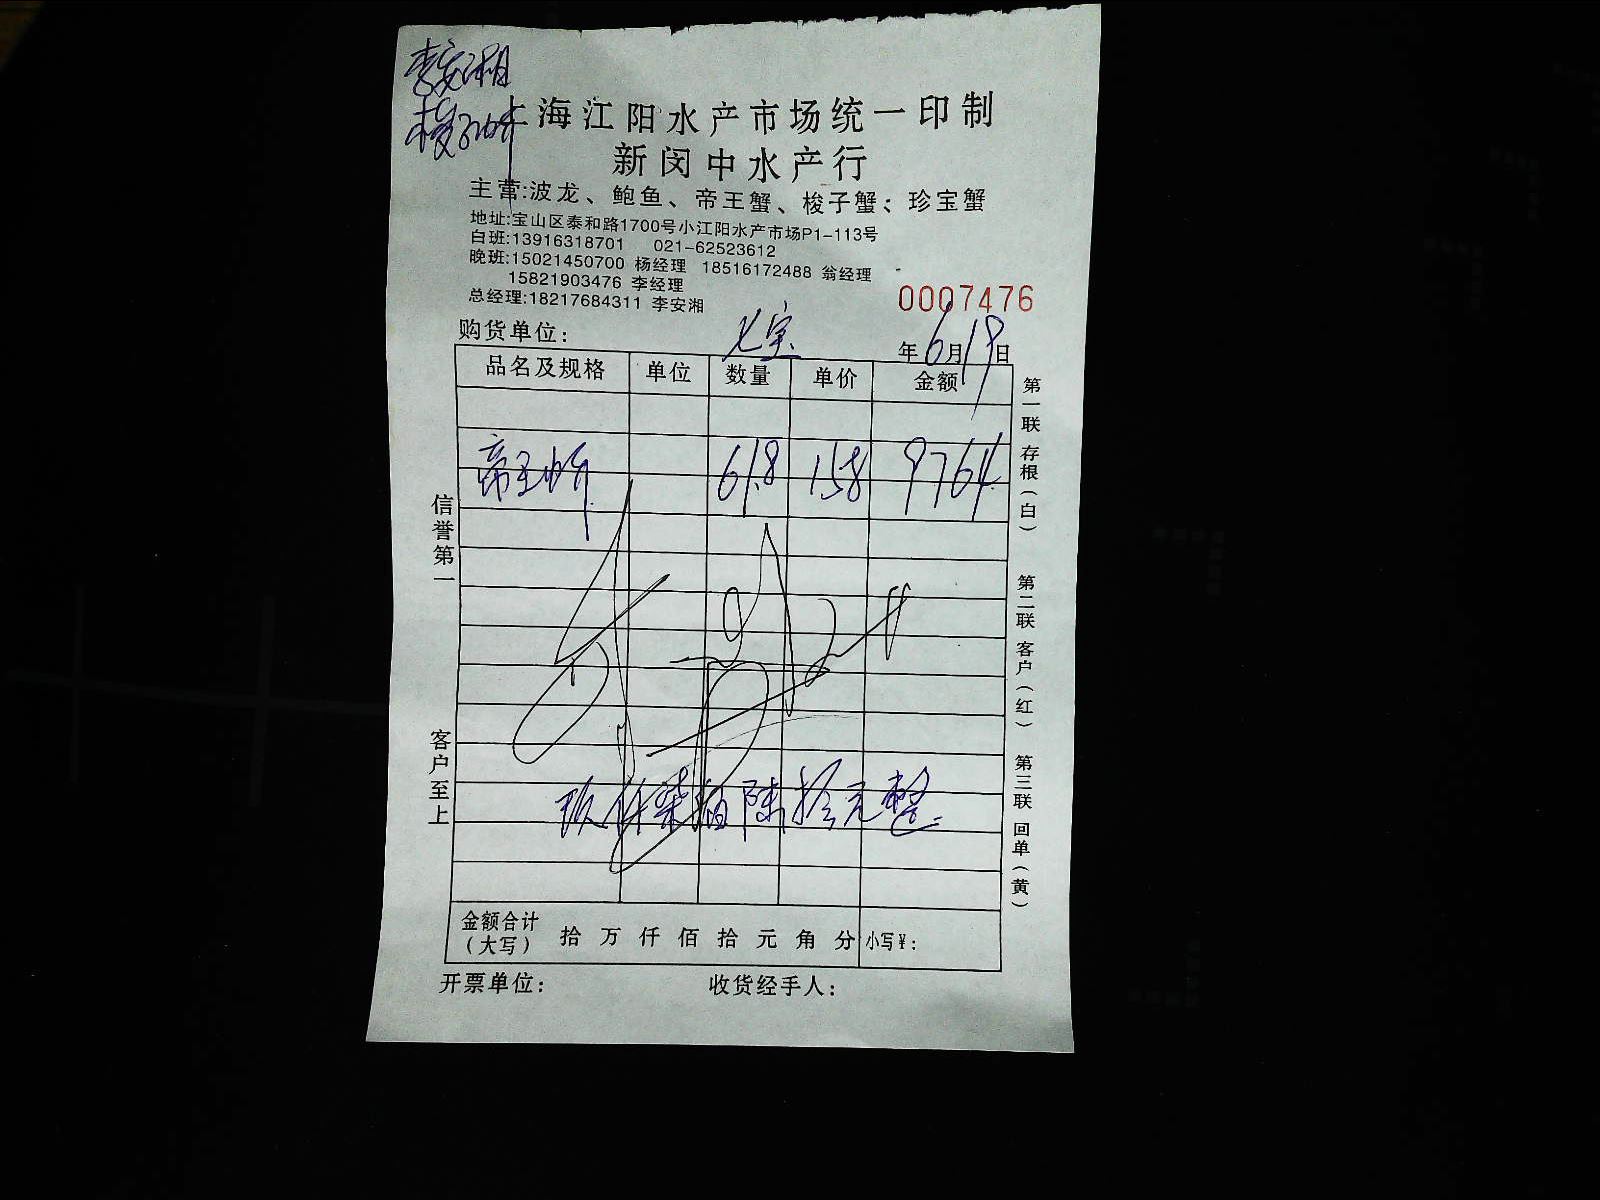 李安湘
梭子蟹
上海江阳水产市场统一印制
新闵中水产行
主营:波龙、鲍鱼、帝王蟹、梭子蟹;珍宝蟹
地址:宝山区泰和路1700号小江阳水产市场P1-113号
白班:13916318701 021-62523612
晚班:15021450700 杨经理 18516172488 翁经理
15821903476 李经理
总经理:18217684311 李安湘
0007476
购货单位: 七宝 年6月19日
品名及规格 单位 数量 单价 金额
帝王蟹 61.8 158 9764
玖仟柒佰陆拾元整
金额合计(大写) 拾 万 仟 佰 拾 元 角 分 小写¥:
开票单位: 收货经手人:
信誉第一
客户至上
第一联 存根(白)
第二联 客户(红)
第三联 回单(黄)